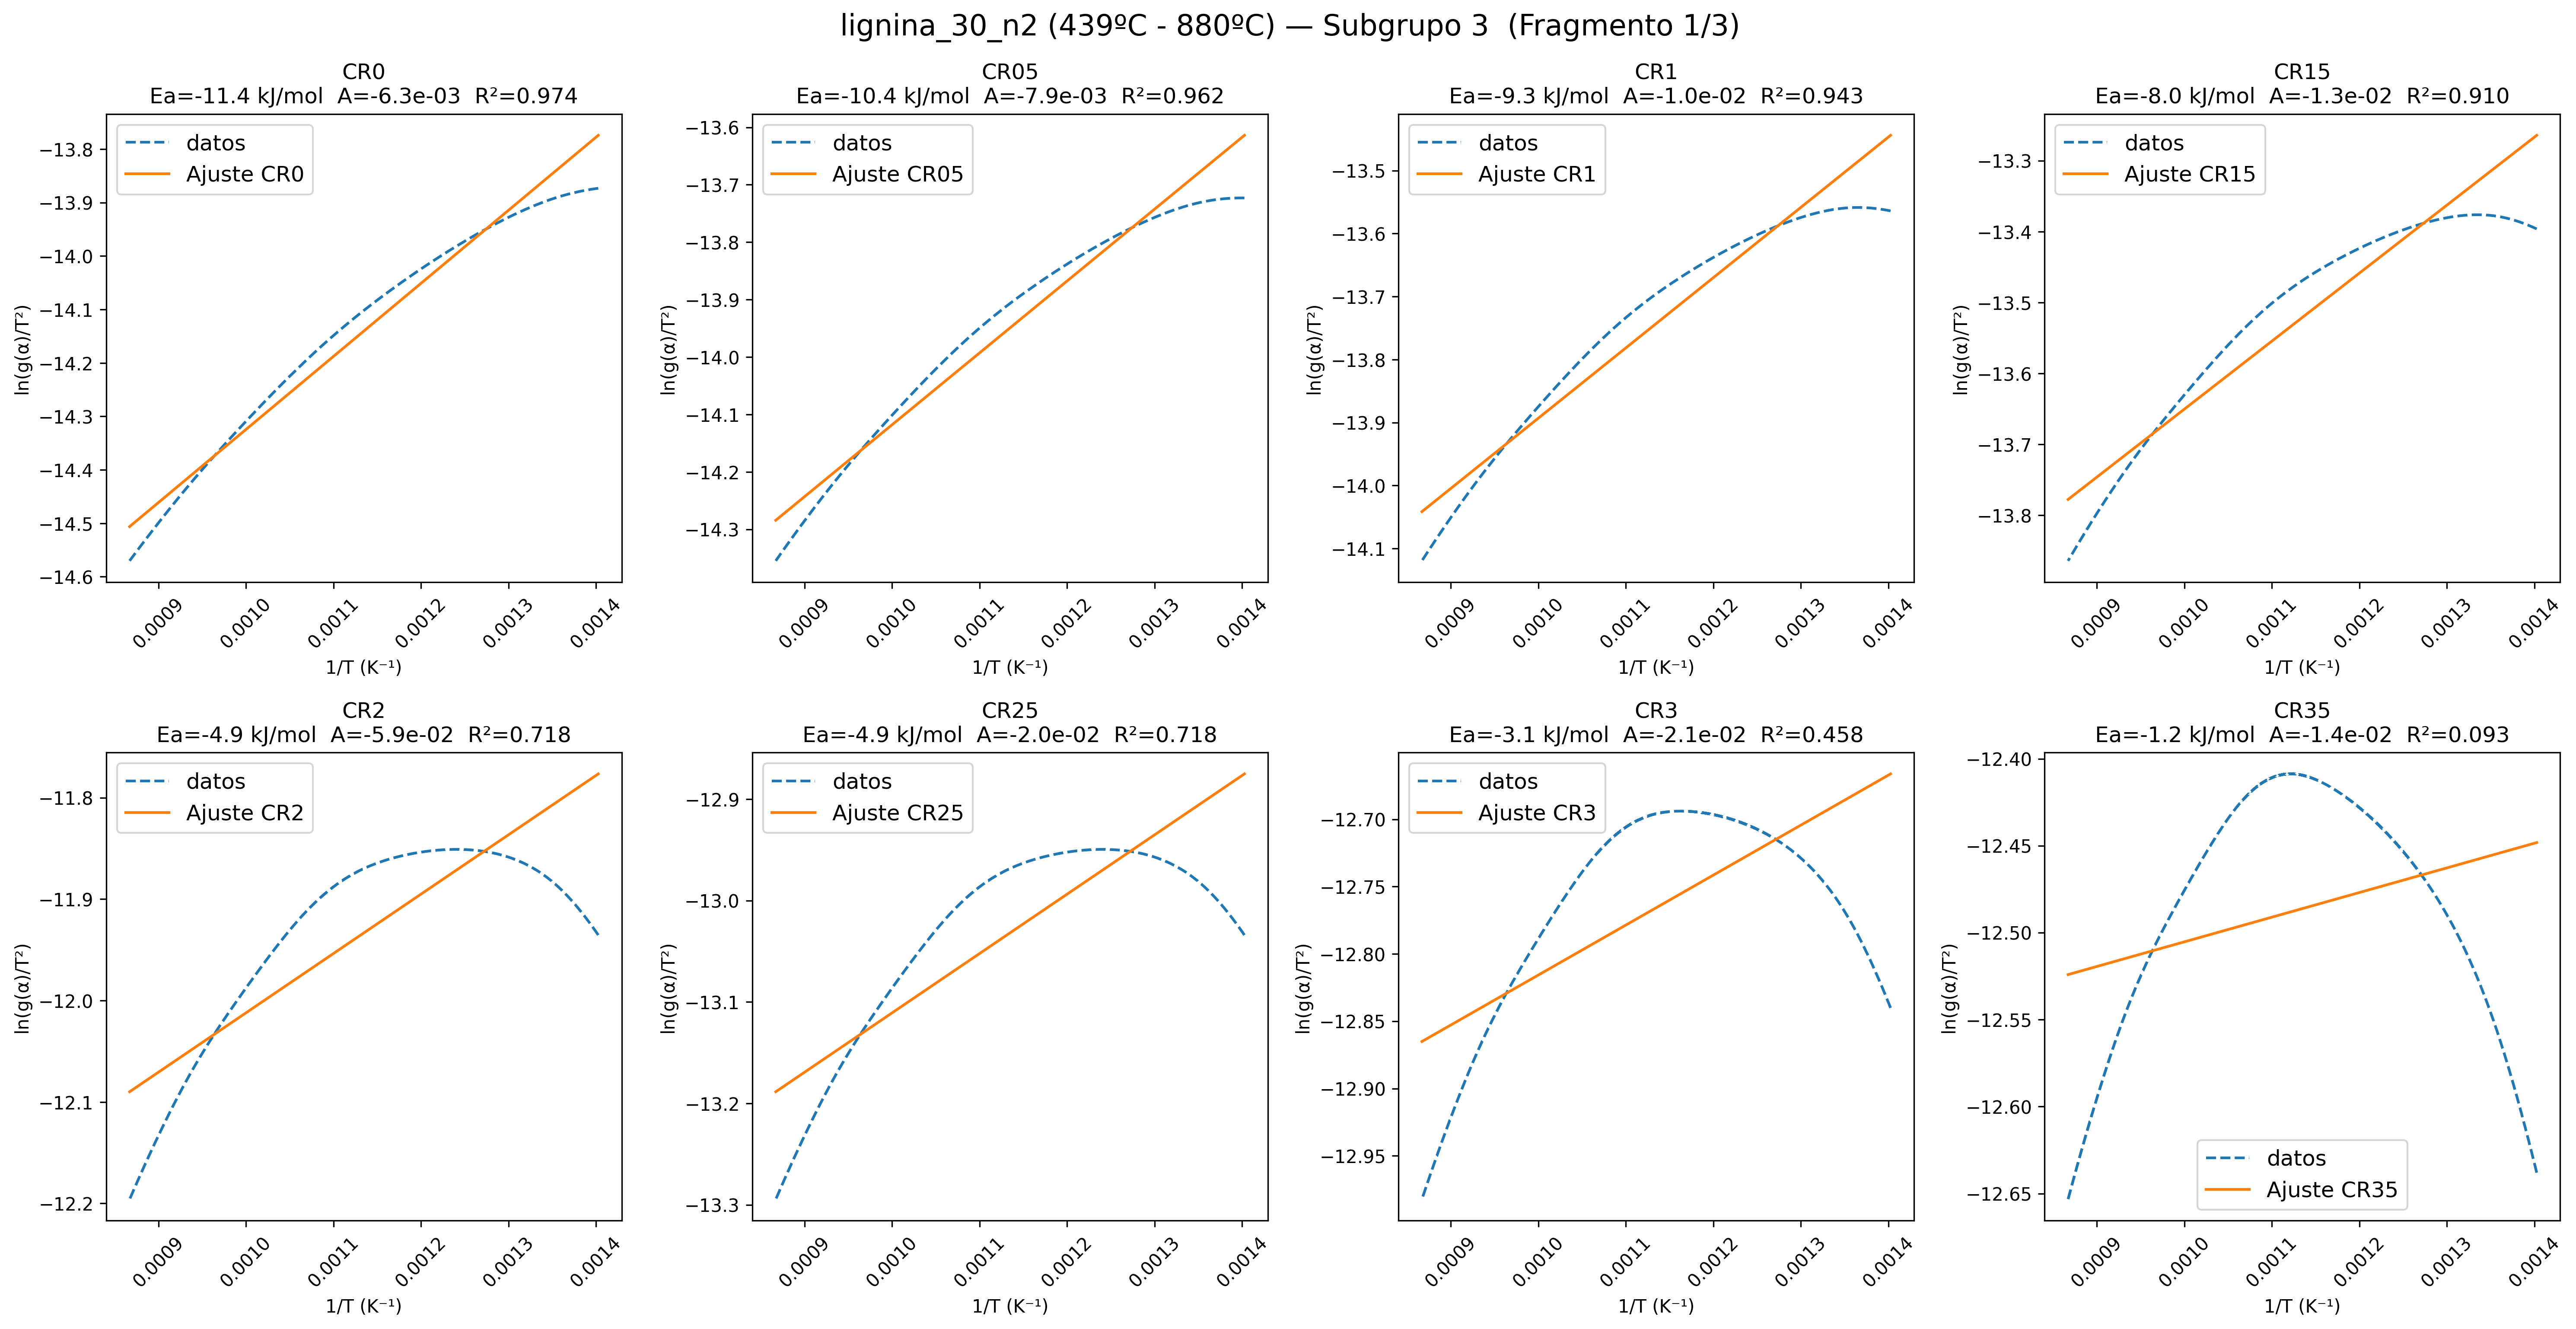 lignina_30_n2 (439ºC - 880ºC) — Subgrupo 3  (Fragmento 1/3)
CR0
Ea=-11.4 kJ/mol  A=-6.3e-03  R²=0.974
datos
Ajuste CR0
−13.8
−13.9
−14.0
−14.1
−14.2
−14.3
−14.4
−14.5
−14.6
ln(g(α)/T²)
0.0009
0.0010
0.0011
0.0012
0.0013
0.0014
1/T (K⁻¹)
CR05
Ea=-10.4 kJ/mol  A=-7.9e-03  R²=0.962
datos
Ajuste CR05
−13.6
−13.7
−13.8
−13.9
−14.0
−14.1
−14.2
−14.3
ln(g(α)/T²)
0.0009
0.0010
0.0011
0.0012
0.0013
0.0014
1/T (K⁻¹)
CR1
Ea=-9.3 kJ/mol  A=-1.0e-02  R²=0.943
datos
Ajuste CR1
−13.5
−13.6
−13.7
−13.8
−13.9
−14.0
−14.1
ln(g(α)/T²)
0.0009
0.0010
0.0011
0.0012
0.0013
0.0014
1/T (K⁻¹)
CR15
Ea=-8.0 kJ/mol  A=-1.3e-02  R²=0.910
datos
Ajuste CR15
−13.3
−13.4
−13.5
−13.6
−13.7
−13.8
ln(g(α)/T²)
0.0009
0.0010
0.0011
0.0012
0.0013
0.0014
1/T (K⁻¹)
CR2
Ea=-4.9 kJ/mol  A=-5.9e-02  R²=0.718
datos
Ajuste CR2
−11.8
−11.9
−12.0
−12.1
−12.2
ln(g(α)/T²)
0.0009
0.0010
0.0011
0.0012
0.0013
0.0014
1/T (K⁻¹)
CR25
Ea=-4.9 kJ/mol  A=-2.0e-02  R²=0.718
datos
Ajuste CR25
−12.9
−13.0
−13.1
−13.2
−13.3
ln(g(α)/T²)
0.0009
0.0010
0.0011
0.0012
0.0013
0.0014
1/T (K⁻¹)
CR3
Ea=-3.1 kJ/mol  A=-2.1e-02  R²=0.458
datos
Ajuste CR3
−12.70
−12.75
−12.80
−12.85
−12.90
−12.95
ln(g(α)/T²)
0.0009
0.0010
0.0011
0.0012
0.0013
0.0014
1/T (K⁻¹)
CR35
Ea=-1.2 kJ/mol  A=-1.4e-02  R²=0.093
−12.40
−12.45
−12.50
−12.55
−12.60
−12.65
ln(g(α)/T²)
datos
Ajuste CR35
0.0009
0.0010
0.0011
0.0012
0.0013
0.0014
1/T (K⁻¹)